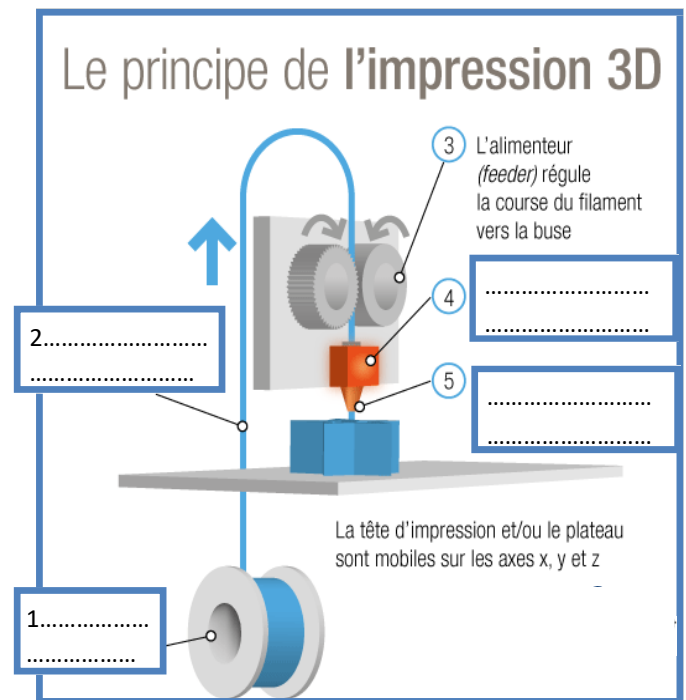 Le principe de l'impression 3D
3 L'alimenteur
(feeder) régule
la course du filament
vers la buse
4 ..............................
..............................
2..............................
..............................
5 ..............................
..............................
La tête d'impression et/ou le plateau
sont mobiles sur les axes x, y et z
1....................
....................